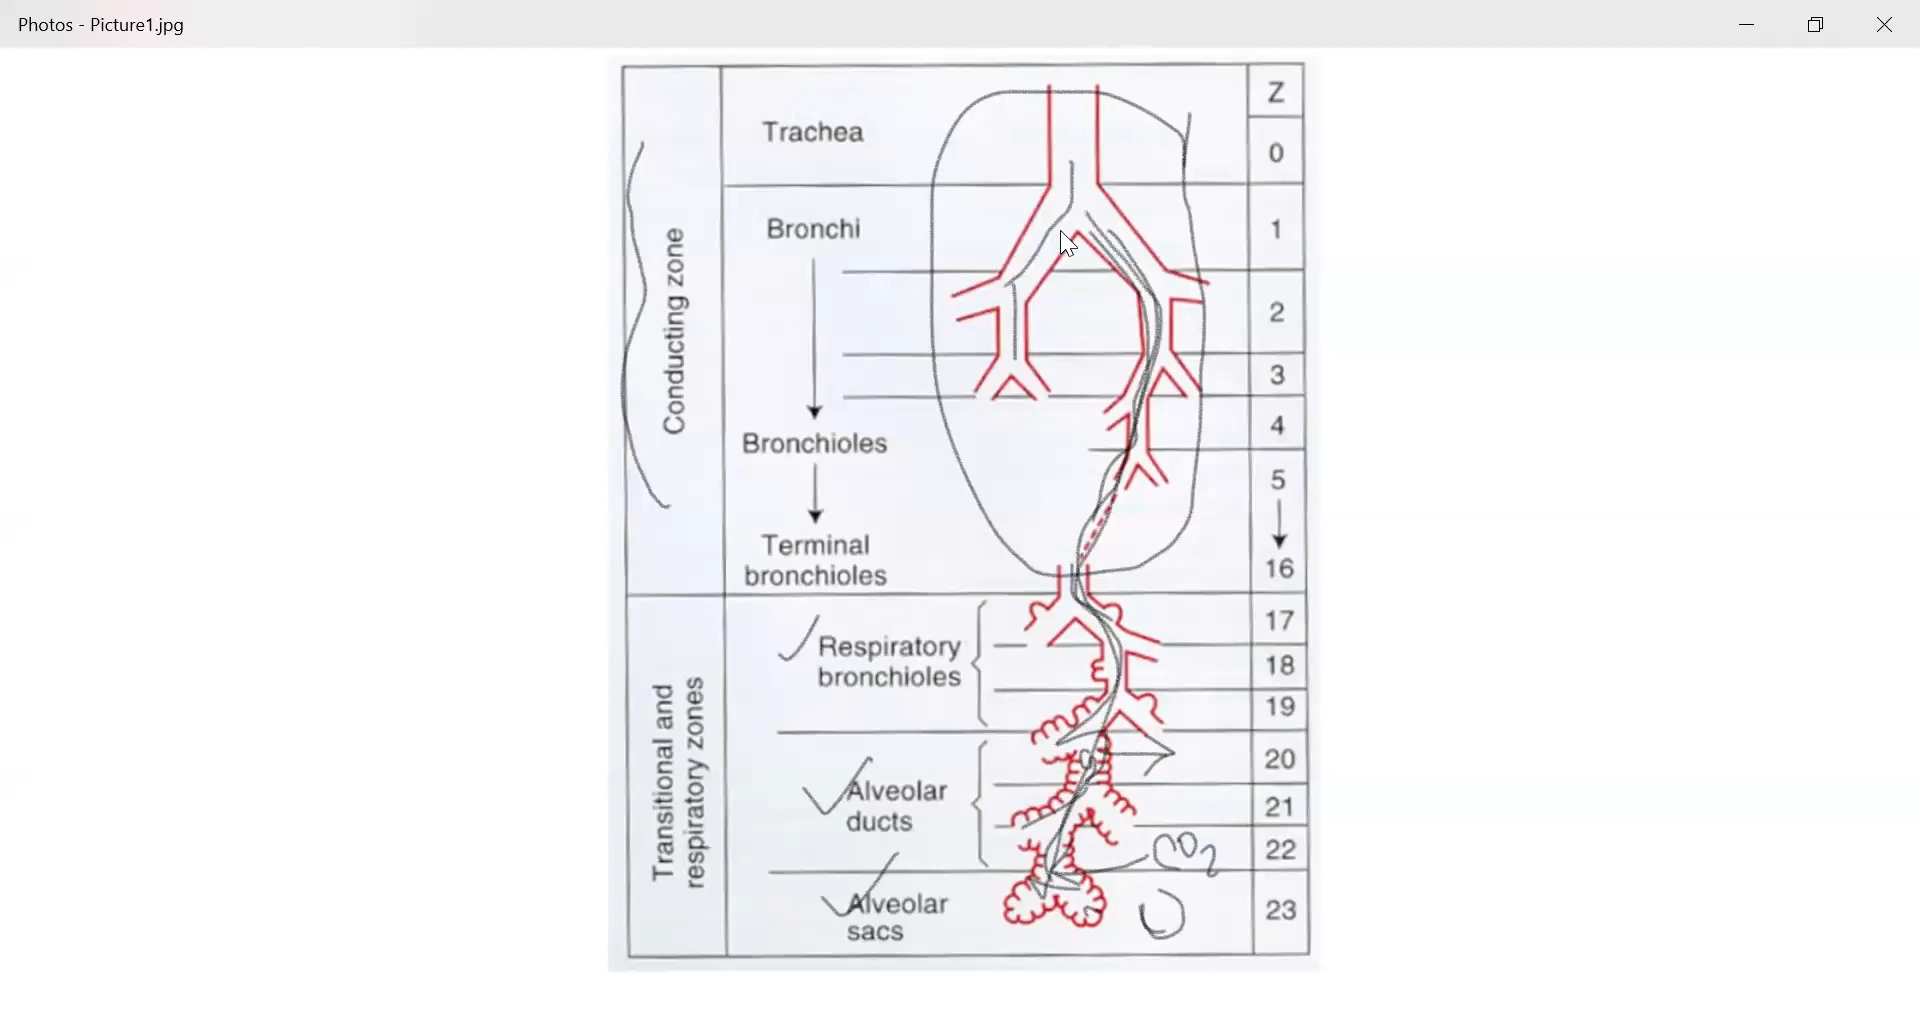 Photos - Picture1.jpg
Z
Trachea
0
Conducting zone
Bronchi
1
2
3
4
Bronchioles
5
Terminal
bronchioles
16
Transitional and
respiratory zones
Respiratory
bronchioles
17
18
19
20
Alveolar
ducts
21
22
Alveolar
sacs
23